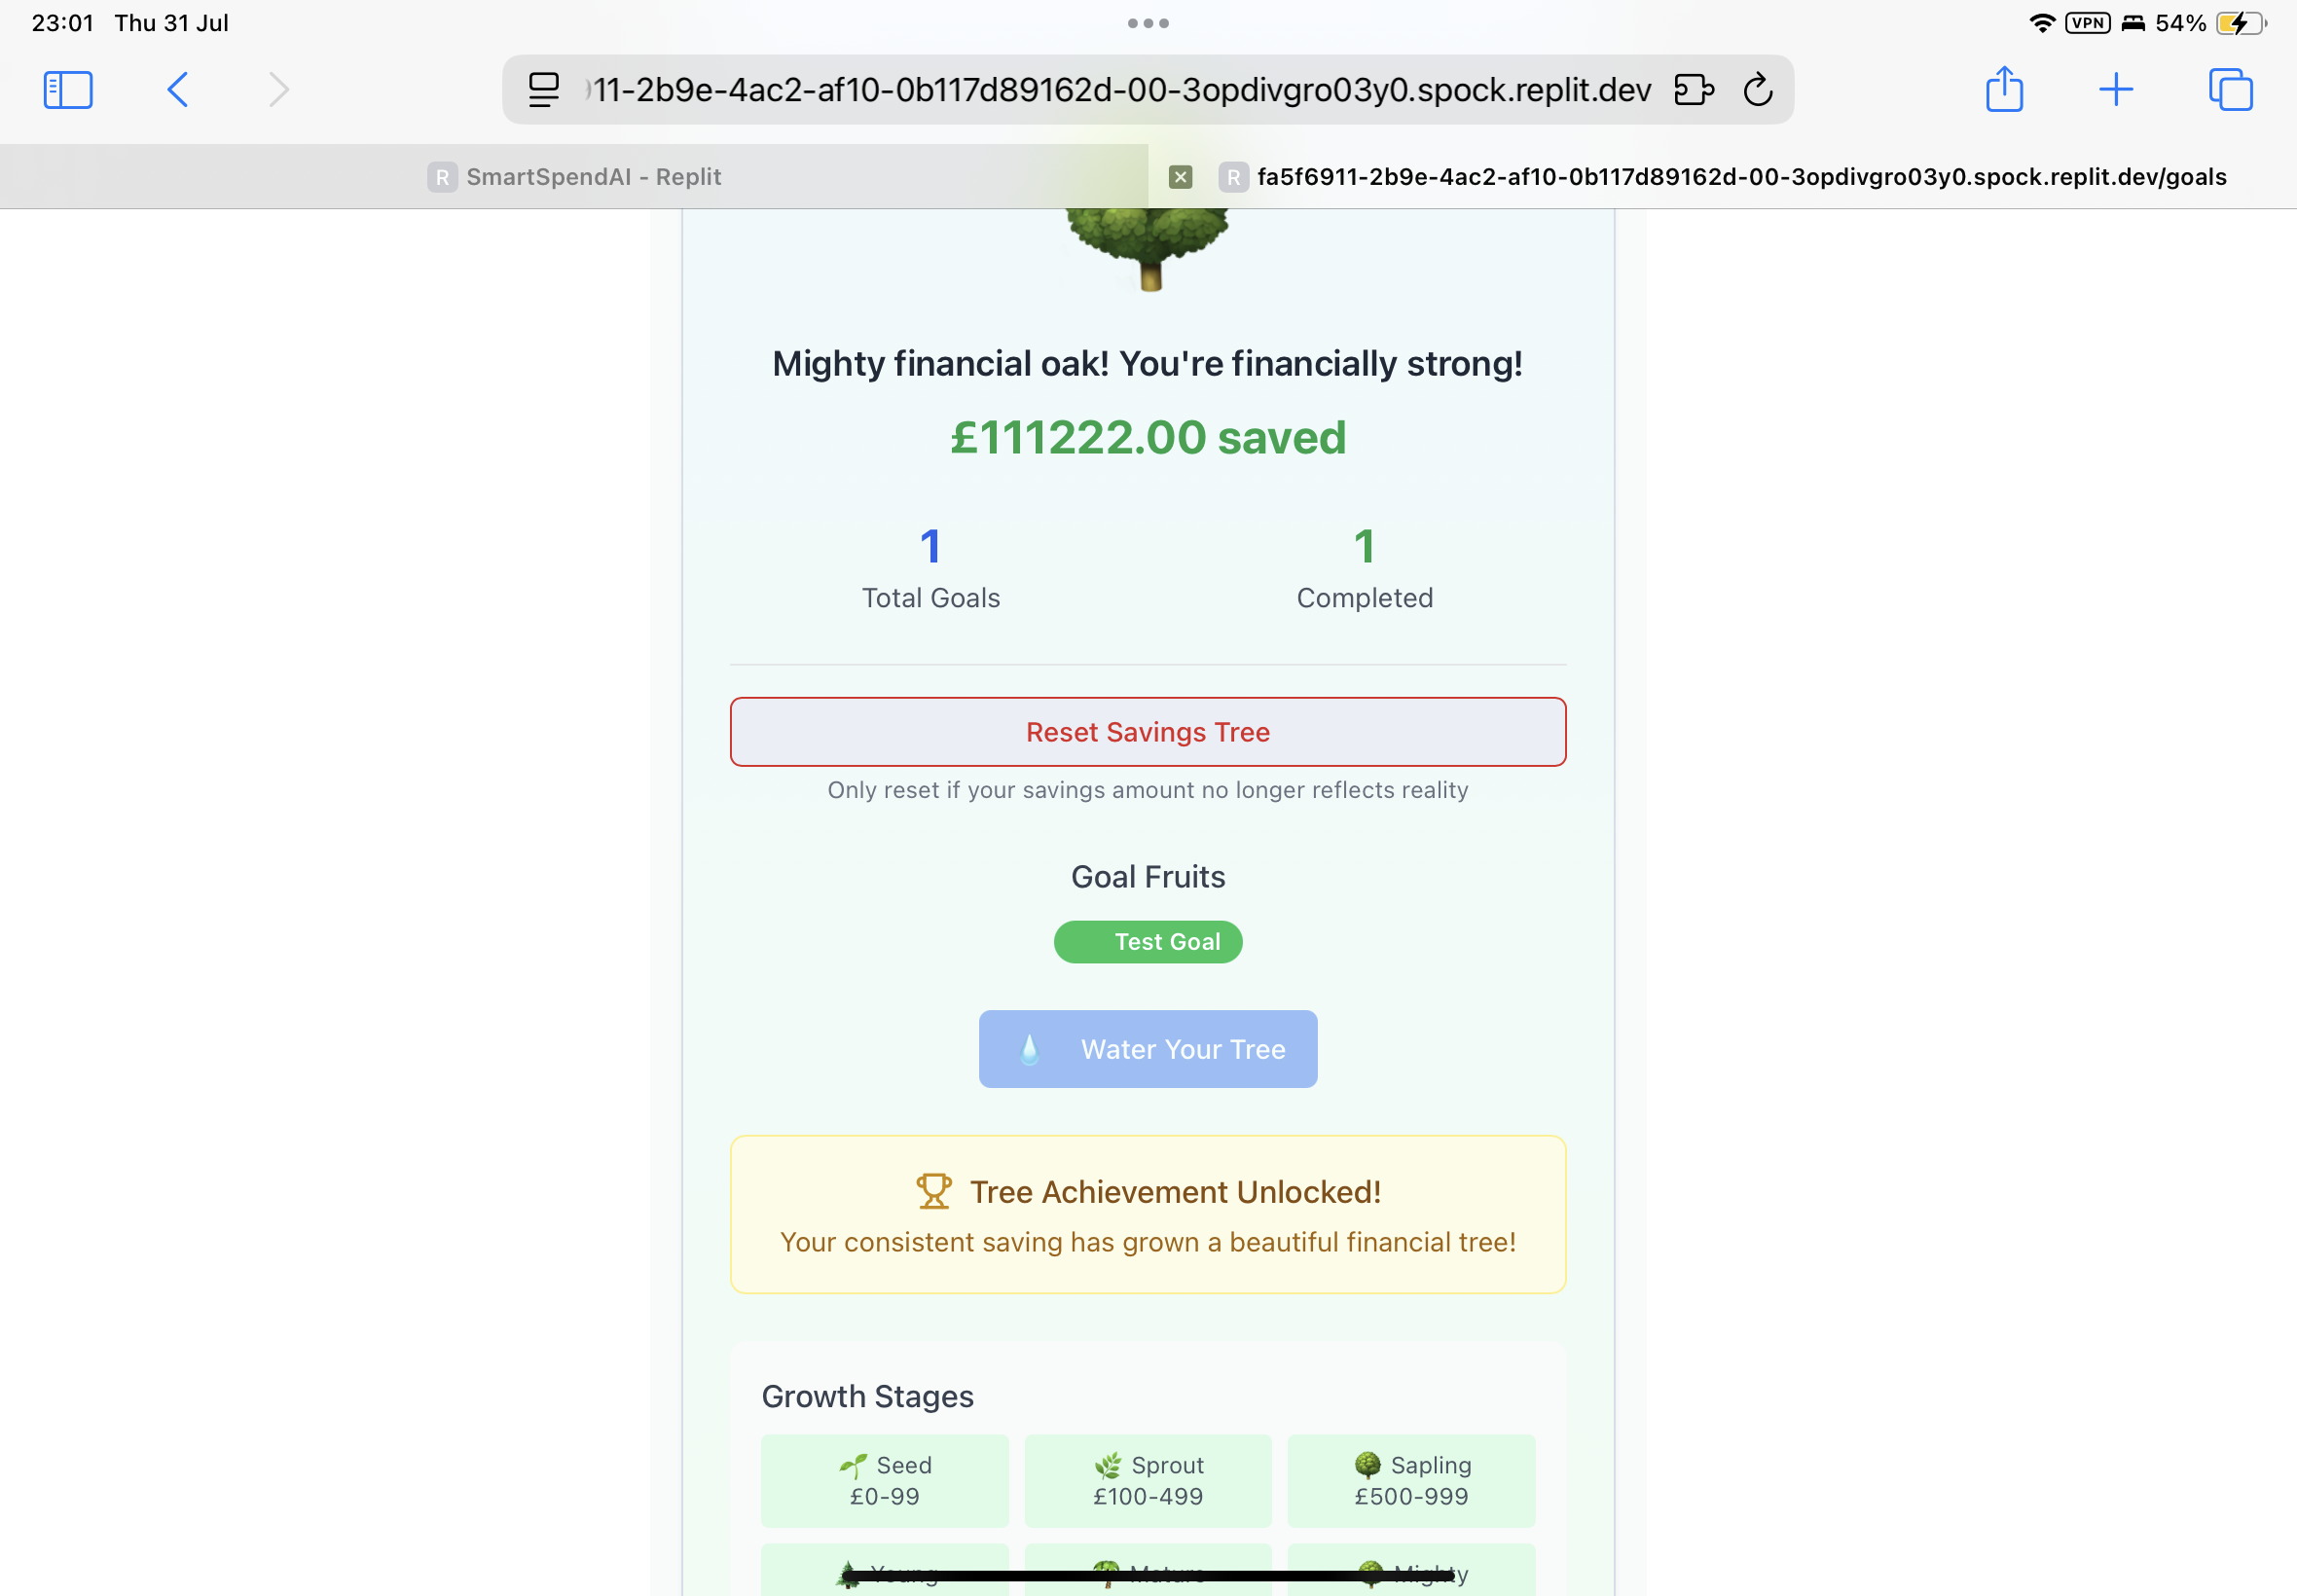 23:01 Thu 31 Jul
VPN 54%
11-2b9e-4ac2-af10-0b117d89162d-00-3opdivgro03y0.spock.replit.dev
R SmartSpendAI - Replit
R fa5f6911-2b9e-4ac2-af10-0b117d89162d-00-3opdivgro03y0.spock.replit.dev/goals
Mighty financial oak! You're financially strong!
£111222.00 saved
1 1
Total Goals Completed
Reset Savings Tree
Only reset if your savings amount no longer reflects reality
Goal Fruits
Test Goal
Water Your Tree
Tree Achievement Unlocked!
Your consistent saving has grown a beautiful financial tree!
Growth Stages
Seed Sprout Sapling
£0-99 £100-499 £500-999
Young Mature Mighty